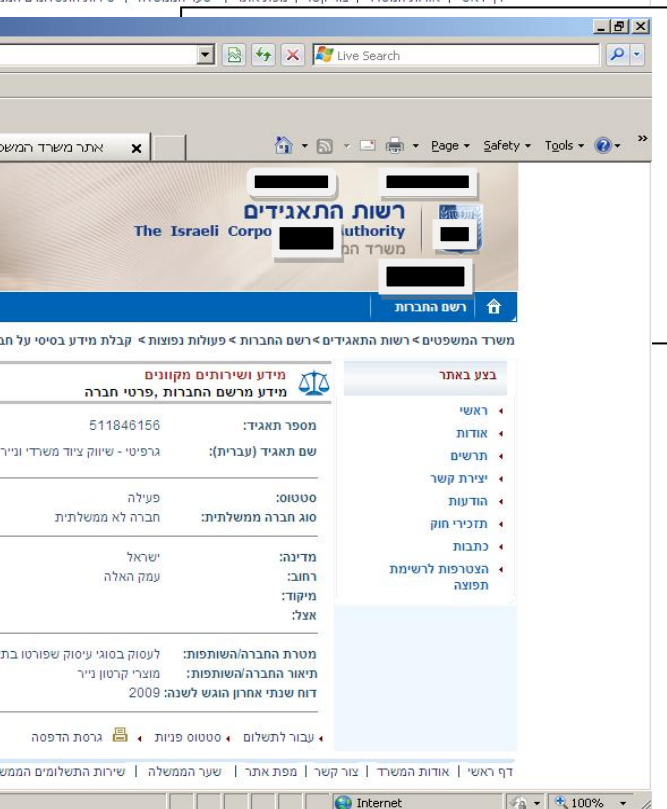 Live Search
אתר משרד המשפ
Page Safety Tools
רשות התאגידים
The Israeli Corpo uthority
משרד המ
רשם החברות
משרד המשפטים > רשות התאגידים > רשם החברות > פעולות נפוצות > קבלת מידע בסיסי על חב
בצע באתר
ראשי
אודות
תרשים
יצירת קשר
הודעות
תזכירי חוק
כתבות
הצטרפות לרשימת
תפוצה
מידע ושירותים מקוונים
מידע מרשם החברות ,פרטי חברה
מספר תאגיד: 511846156
שם תאגיד (עברית): גרפיטי - שיווק ציוד משרדי ונייר
סטטוס: פעילה
סוג חברה ממשלתית: חברה לא ממשלתית
מדינה: ישראל
רחוב: עמק האלה
מיקוד:
אצל:
מטרת החברה/השותפות: לעסוק בסוגי עיסוק שפורטו בת
תיאור החברה/השותפות: מוצרי קרטון נייר
דוח שנתי אחרון הוגש לשנה: 2009
עבור לתשלום סטטוס פניות גרסת הדפסה
דף ראשי | אודות המשרד | צור קשר | מפת אתר | שער הממשלה | שירות התשלומים הממש
Internet 100%